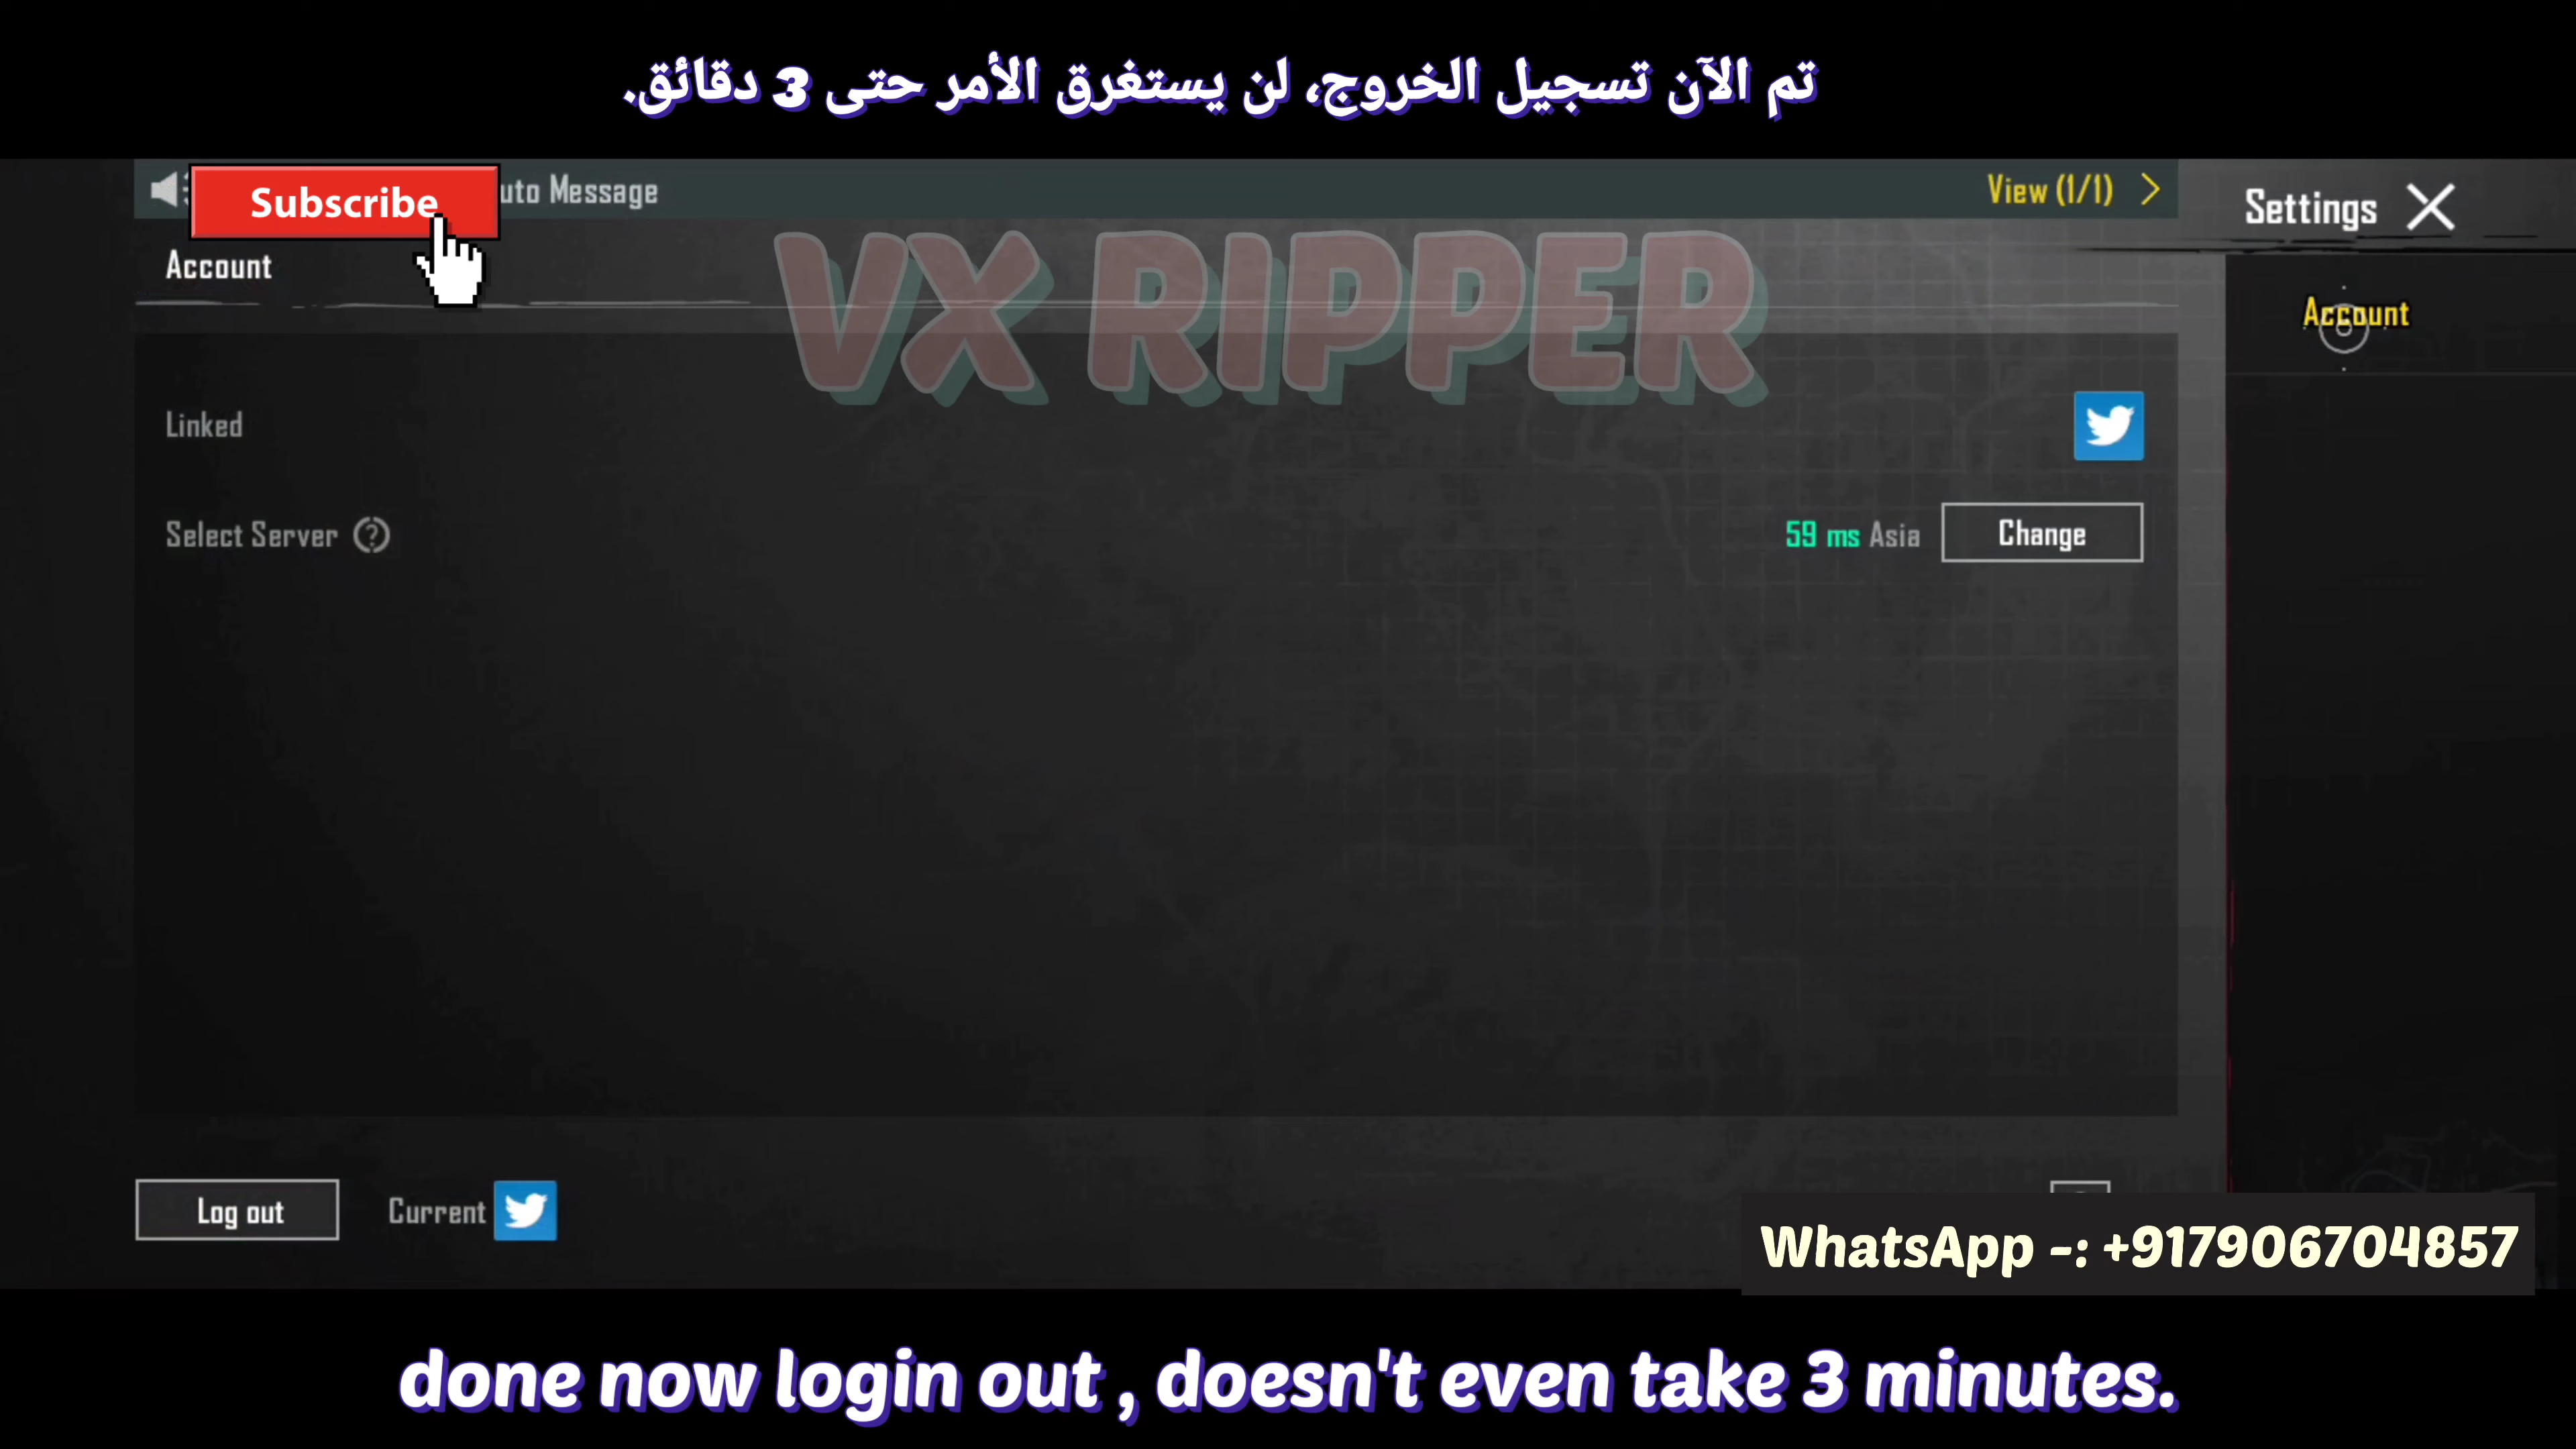 تم الآن تسجيل الخروج، لن يستغرق الأمر حتى 3 دقائق.
Subscribe
uto Message
View (1/1)
Settings
Account
VX RIPPER
Account
Linked
Select Server
59 ms Asia
Change
Log out
Current
WhatsApp -: +917906704857
done now login out , doesn't even take 3 minutes.